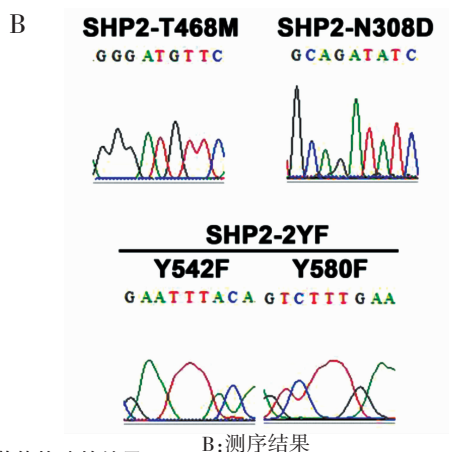 B
SHP2-T468M SHP2-N308D
GGGATGTTC GCAGATATC
SHP2-2YF
Y542F Y580F
GAATTTACA GTCTTTGAA
B:测序结果